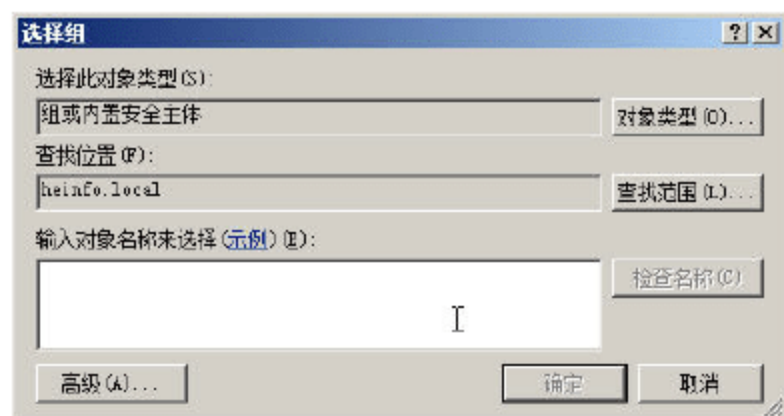 选择组
选择此对象类型(S):
组或内置安全主体
对象类型(O)...
查找位置(F):
heinfo.local
查找范围(L)...
输入对象名称来选择(示例)(E):
检查名称(C)
高级(A)...
确定
取消